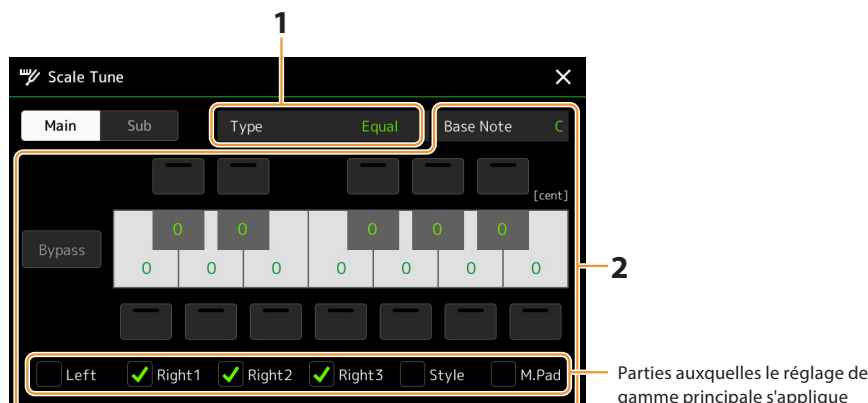 1
Scale Tune
Main Sub Type Equal Base Note C
[cent]
0 0 0 0 0
Bypass
0 0 0 0 0 0 0
2
Left Right1 Right2 Right3 Style M.Pad
Parties auxquelles le réglage de
gamme principale s'applique